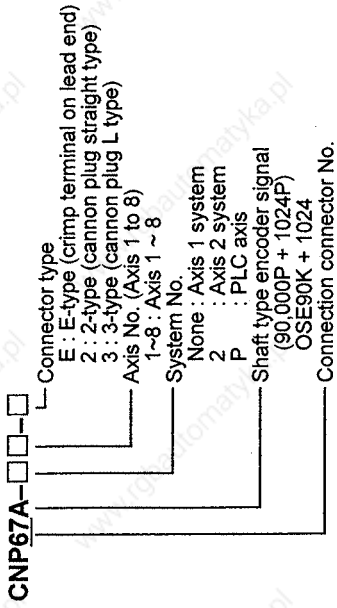 CNP67A–□□–□
Connector type
E : E-type (crimp terminal on lead end)
2 : 2-type (cannon plug straight type)
3 : 3-type (cannon plug L type)
Axis No. (Axis 1 to 8)
1~8 : Axis 1 ~ 8
System No.
None : Axis 1 system
2 : Axis 2 system
P : PLC axis
Shaft type encoder signal
(90,000P + 1024P)
OSE90K + 1024
Connection connector No.
www.rgbautomatyka.pl